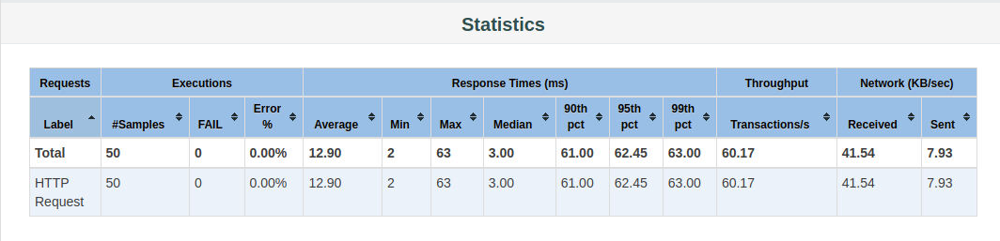 Statistics
Requests Executions Response Times (ms) Throughput Network (KB/sec)
Label #Samples FAIL Error % Average Min Max Median 90th pct 95th pct 99th pct Transactions/s Received Sent
Total 50 0 0.00% 12.90 2 63 3.00 61.00 62.45 63.00 60.17 41.54 7.93
HTTP Request 50 0 0.00% 12.90 2 63 3.00 61.00 62.45 63.00 60.17 41.54 7.93